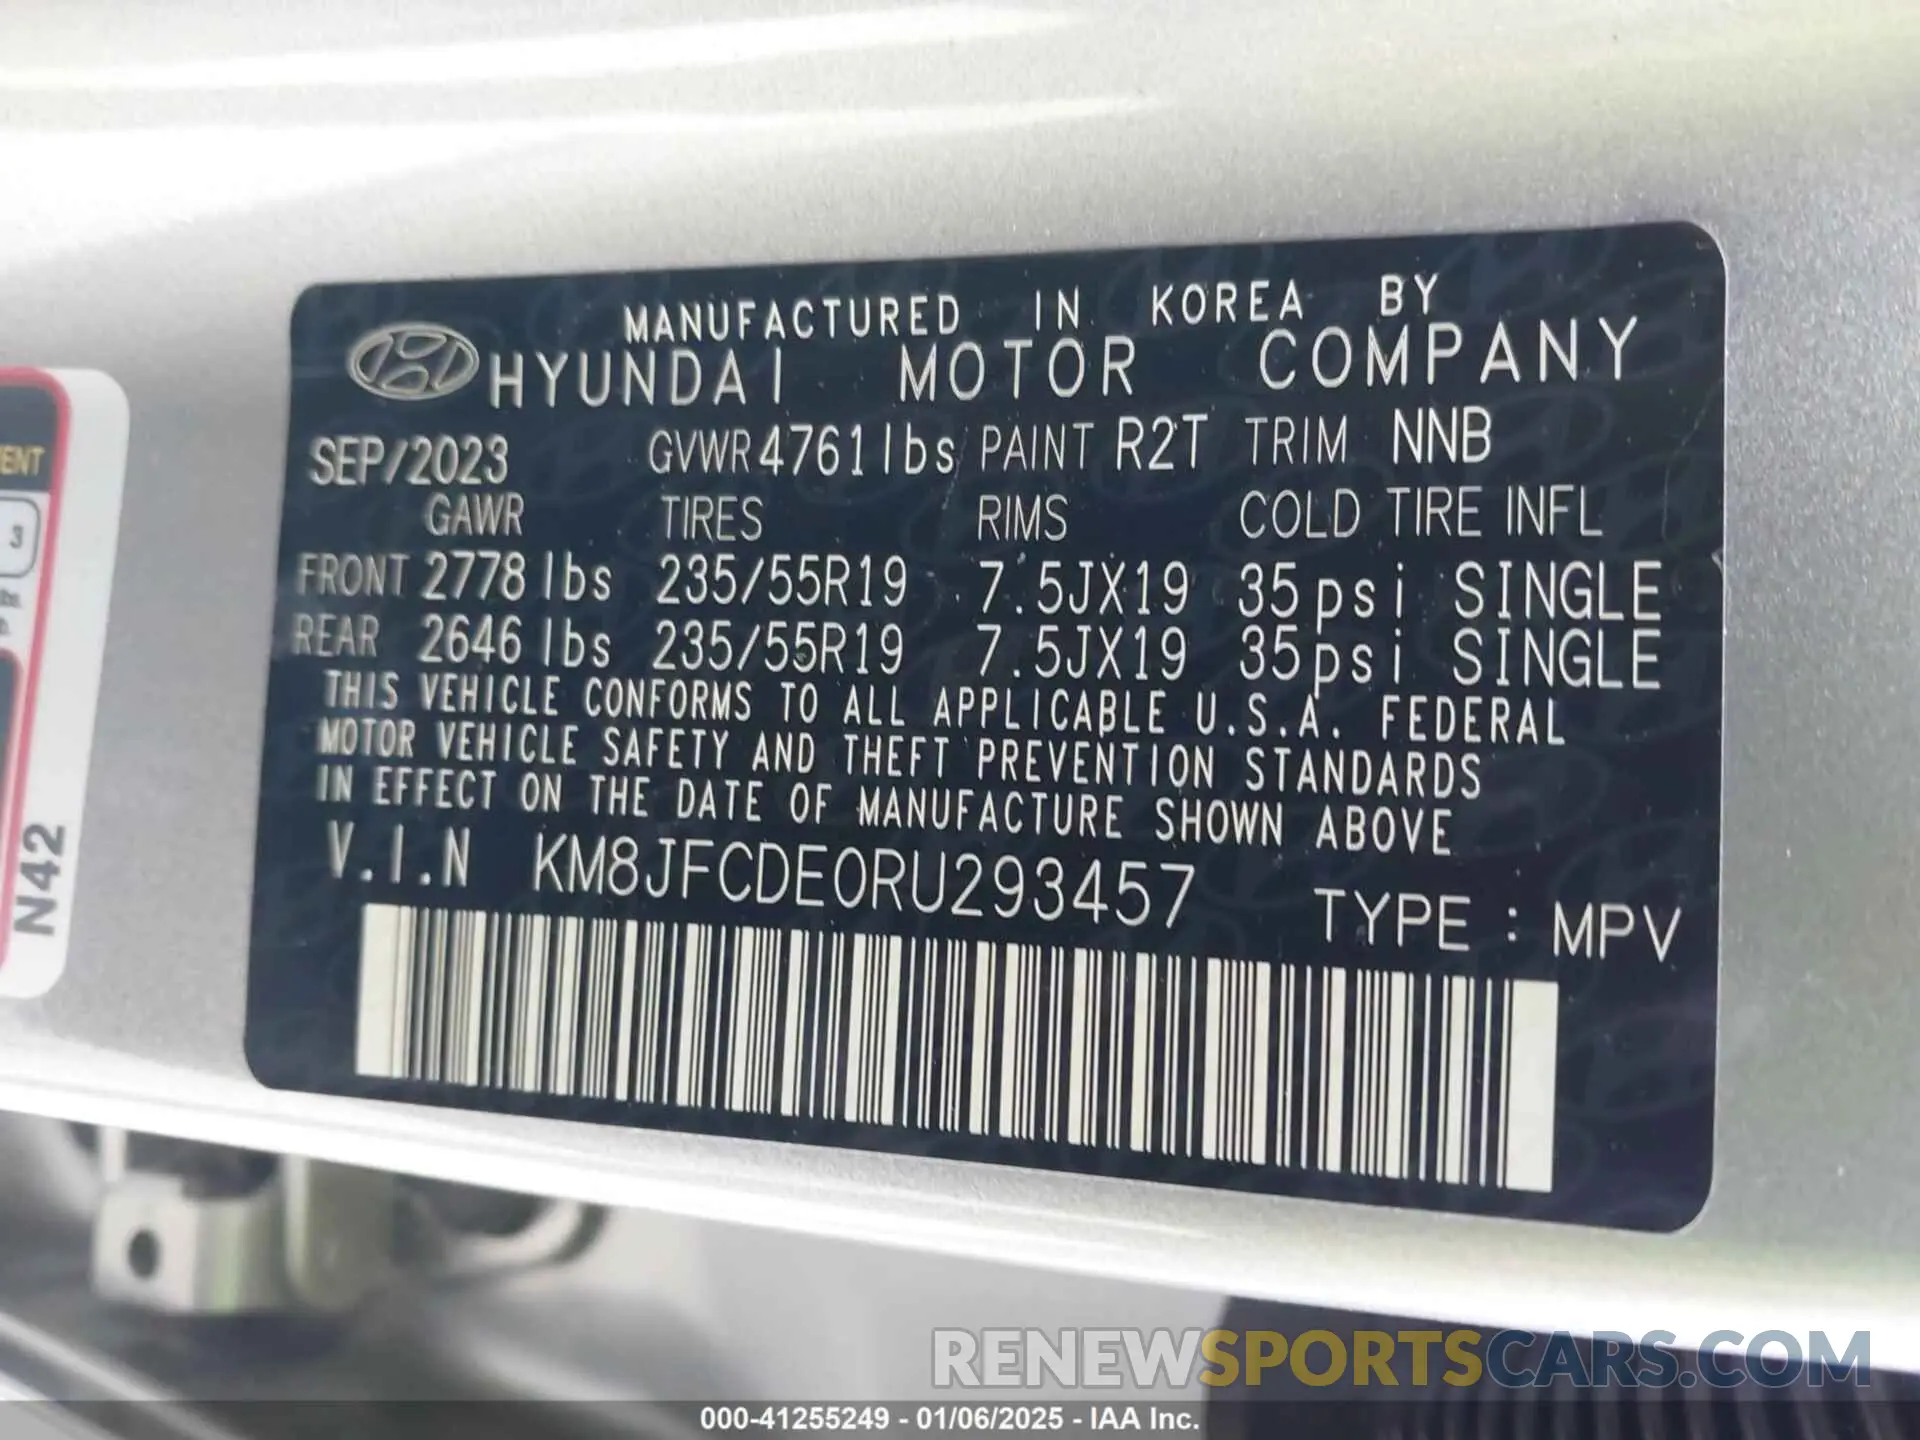 MANUFACTURED IN KOREA BY
HYUNDAI MOTOR COMPANY
SEP/2023 GVWR 4761 lbs PAINT R2T TRIM NNB
GAWR TIRES RIMS COLD TIRE INFL
FRONT 2778 lbs 235/55R19 7.5JX19 35psi SINGLE
REAR 2646 lbs 235/55R19 7.5JX19 35psi SINGLE
THIS VEHICLE CONFORMS TO ALL APPLICABLE U.S.A. FEDERAL
MOTOR VEHICLE SAFETY AND THEFT PREVENTION STANDARDS
IN EFFECT ON THE DATE OF MANUFACTURE SHOWN ABOVE
V.I.N KM8JFCDE0RU293457 TYPE : MPV
3
N42
RENEWSPORTSCARS.COM
000-41255249 - 01/06/2025 - IAA Inc.